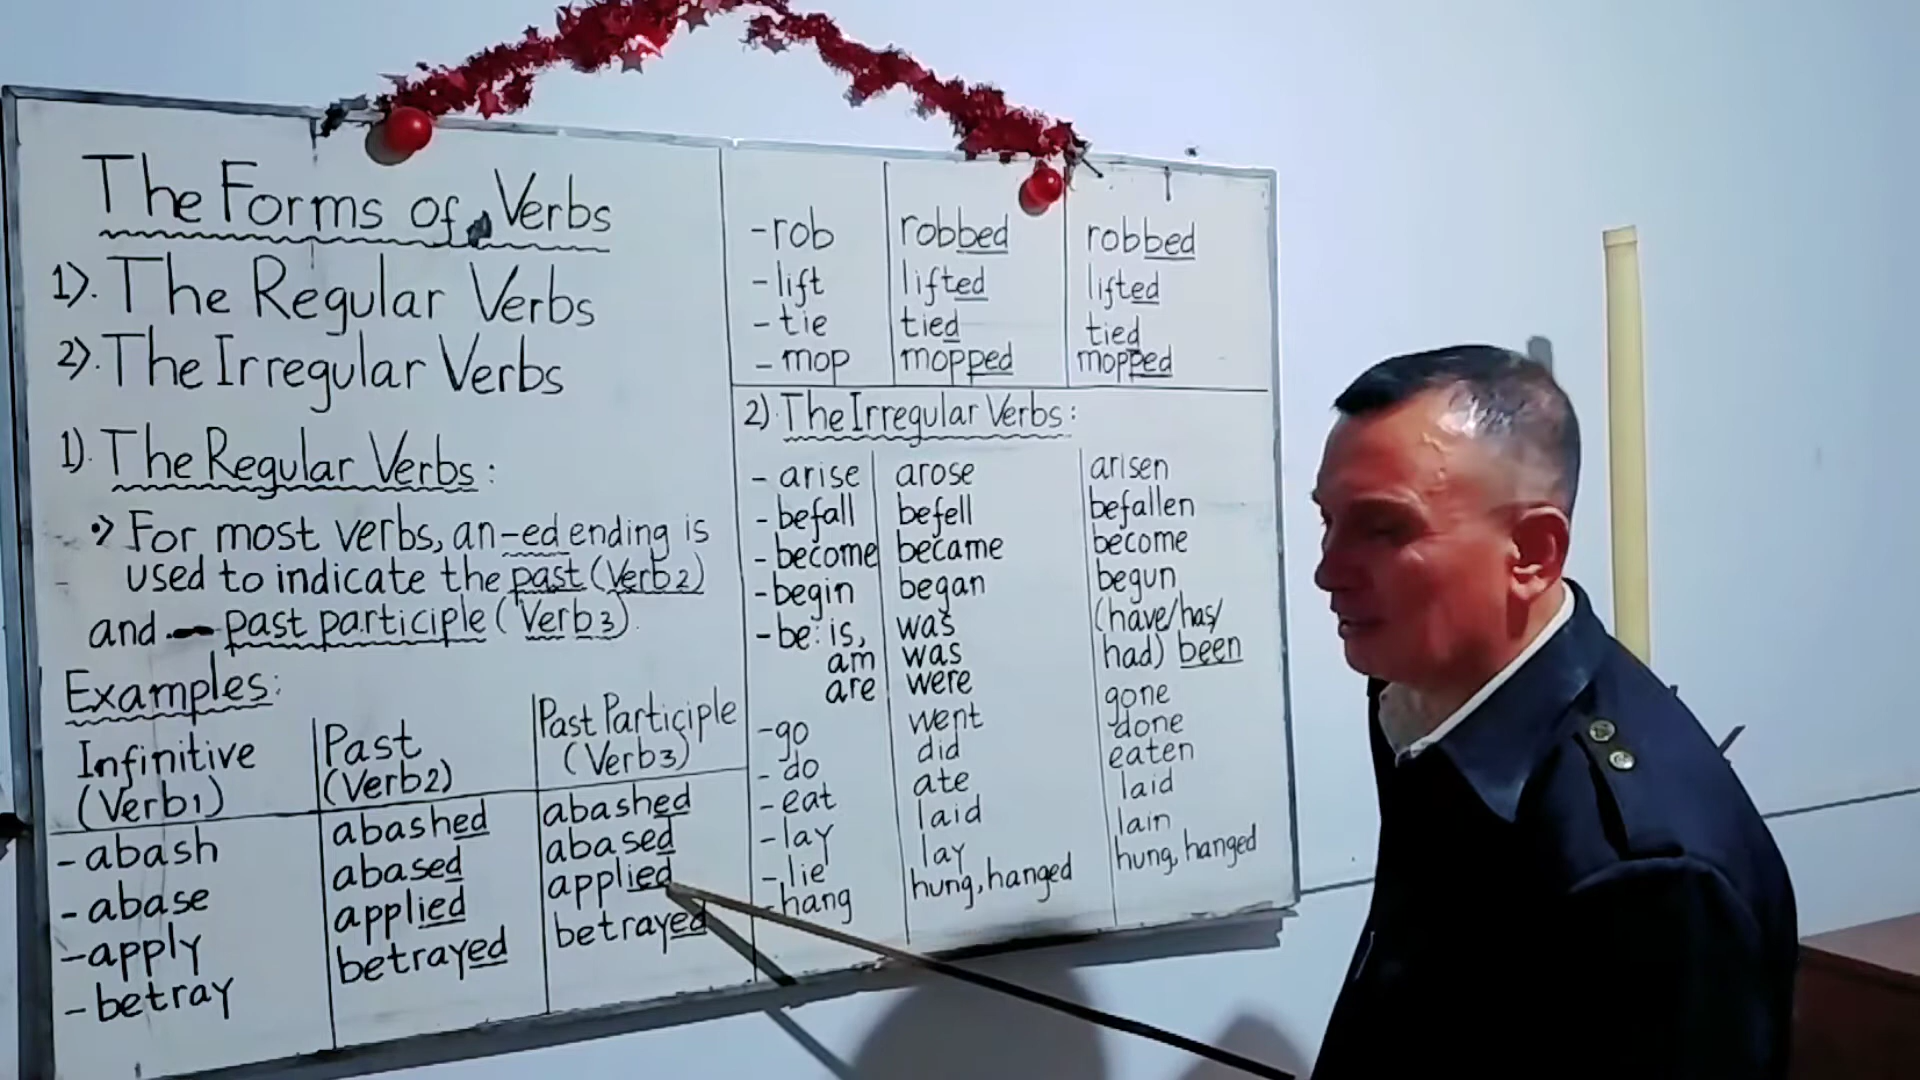 The Forms of Verbs
1). The Regular Verbs
2). The Irregular Verbs
1). The Regular Verbs:
For most verbs, an -ed ending is
used to indicate the past (Verb2)
and past participle (Verb3).
Examples:
Infinitive (Verb1) | Past (Verb2) | Past Participle (Verb3)
- abash abashed abashed
- abase abased abased
- apply applied applied
- betray betrayed betrayed
- rob robbed robbed
- lift lifted lifted
- tie tied tied
- mop mopped mopped
2). The Irregular Verbs:
- arise arose arisen
- befall befell befallen
- become became become
- begin began begun
- be: is, was (have/has/
am was had) been
are were
- go went gone
- do did done
- eat ate eaten
- lay laid laid
- lie lay lain
- hang hung, hanged hung, hanged